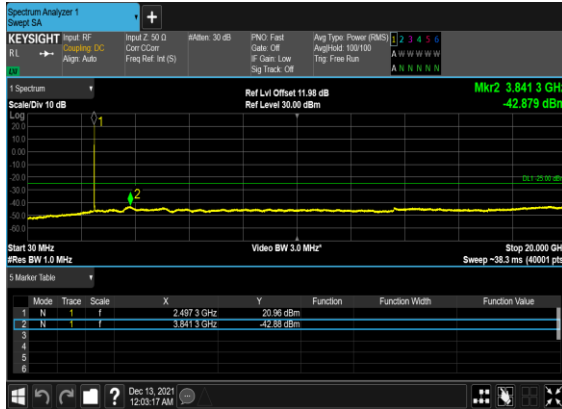 Spectrum Analyzer 1
Swept SA
+
KEYSIGHT Input: RF Input Z: 50 Ω #Atten: 30 dB PNO: Fast Avg Type: Power (RMS) 1 2 3 4 5 6
RL Coupling: DC Corr CCorr Gate: Off Avg|Hold: 100/100 A W W W W W
Align: Auto Freq Ref: Int (S) IF Gain: Low Trig: Free Run
Sig Track: Off A N N N N N
LU
1 Spectrum
Scale/Div 10 dB
Ref Lvl Offset 11.98 dB
Ref Level 30.00 dBm
Mkr2 3.841 3 GHz
-42.879 dBm
Log
20.0
10.0
0.00
-10.0
-20.0
-30.0
-40.0
-50.0
-60.0
1
2
DL1 -25.00 dBm
Start 30 MHz Video BW 3.0 MHz* Stop 20.000 GHz
#Res BW 1.0 MHz Sweep ~38.3 ms (40001 pts)
5 Marker Table
Mode Trace Scale X Y Function Function Width Function Value
1 N 1 f 2.497 3 GHz 20.96 dBm
2 N 1 f 3.841 3 GHz -42.88 dBm
3
4
5
6
?
Dec 13, 2021
12:03:17 AM